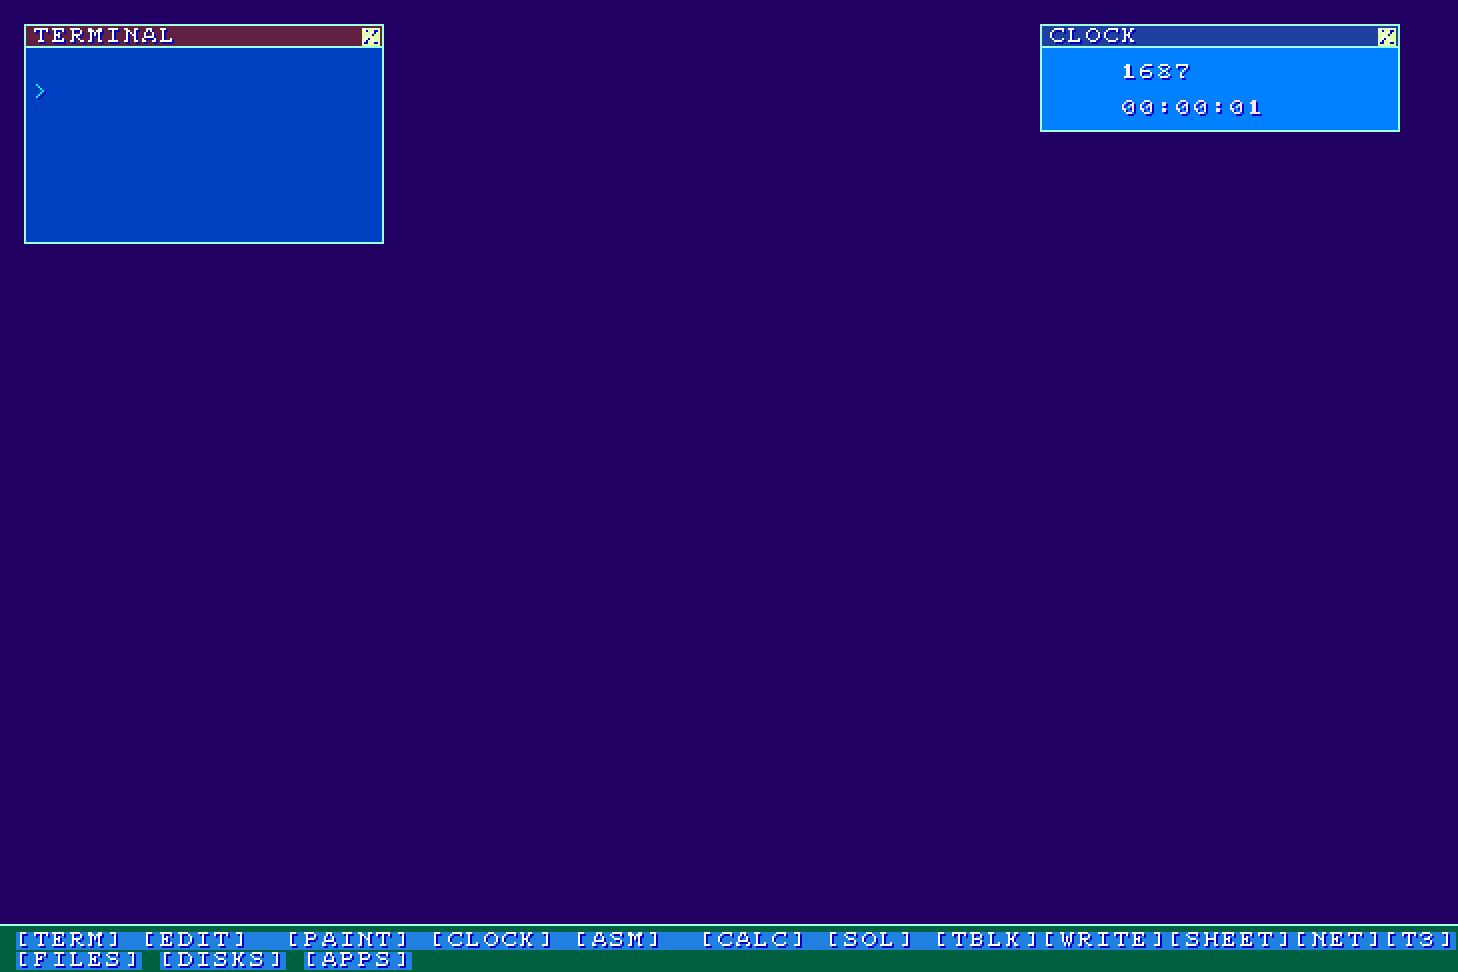 TERMINAL
>
CLOCK
1687
00:00:01
[TERM] [EDIT] [PAINT] [CLOCK] [ASM] [CALC] [SOL] [TBLK][WRITE][SHEET][NET][T3]
[FILES] [DISKS] [APPS]